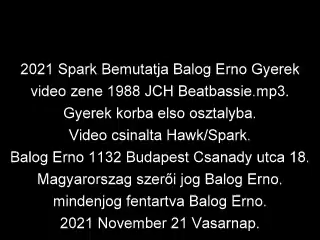 2021 Spark Bemutatja Balog Erno Gyerek
video zene 1988 JCH Beatbassie.mp3.
Gyerek korba elso osztalyba.
Video csinalta Hawk/Spark.
Balog Erno 1132 Budapest Csanady utca 18.
Magyarorszag szerői jog Balog Erno.
mindenjog fentartva Balog Erno.
2021 November 21 Vasarnap.